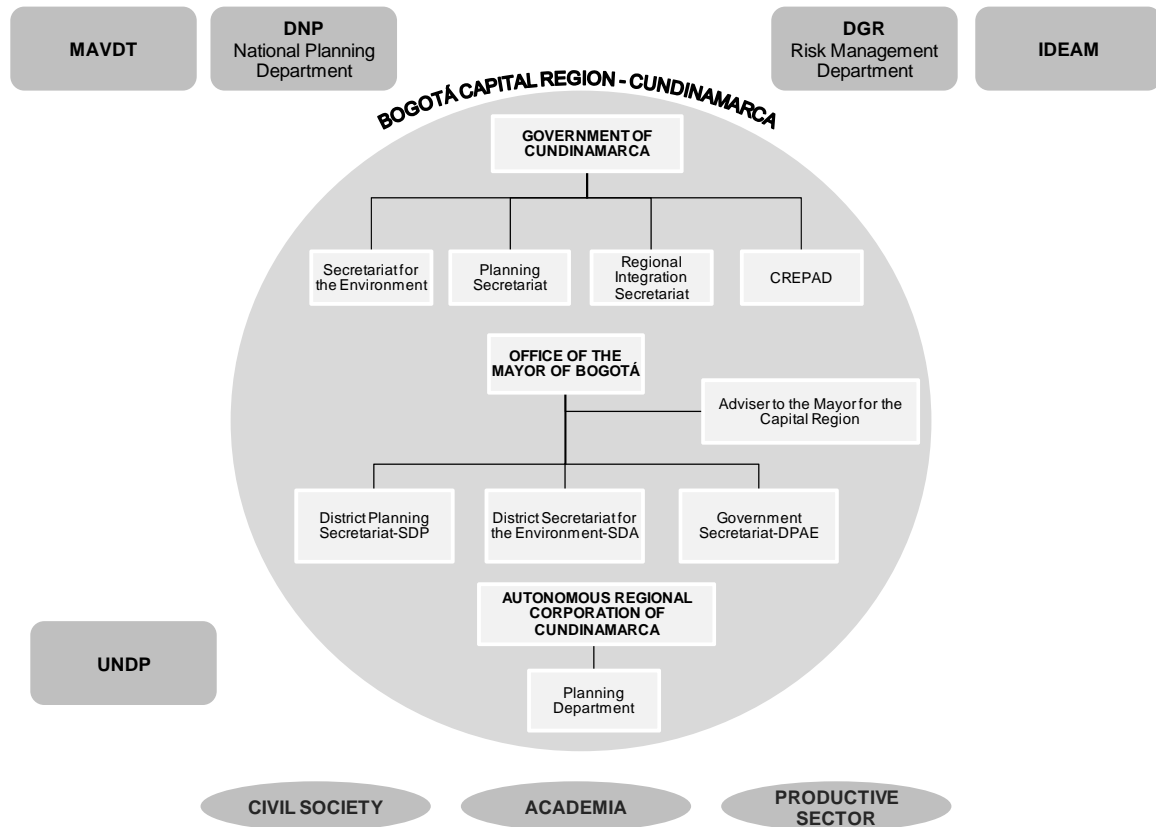 MAVDT
DNP
National Planning
Department
DGR
Risk Management
Department
IDEAM
BOGOTÁ CAPITAL REGION - CUNDINAMARCA
GOVERNMENT OF
CUNDINAMARCA
Secretariat for
the Environment
Planning
Secretariat
Regional
Integration
Secretariat
CREPAD
OFFICE OF THE
MAYOR OF BOGOTÁ
Adviser to the Mayor for the
Capital Region
District Planning
Secretariat-SDP
District Secretariat for
the Environment-SDA
Government
Secretariat-DPAE
AUTONOMOUS REGIONAL
CORPORATION OF
CUNDINAMARCA
Planning
Department
UNDP
CIVIL SOCIETY
ACADEMIA
PRODUCTIVE
SECTOR